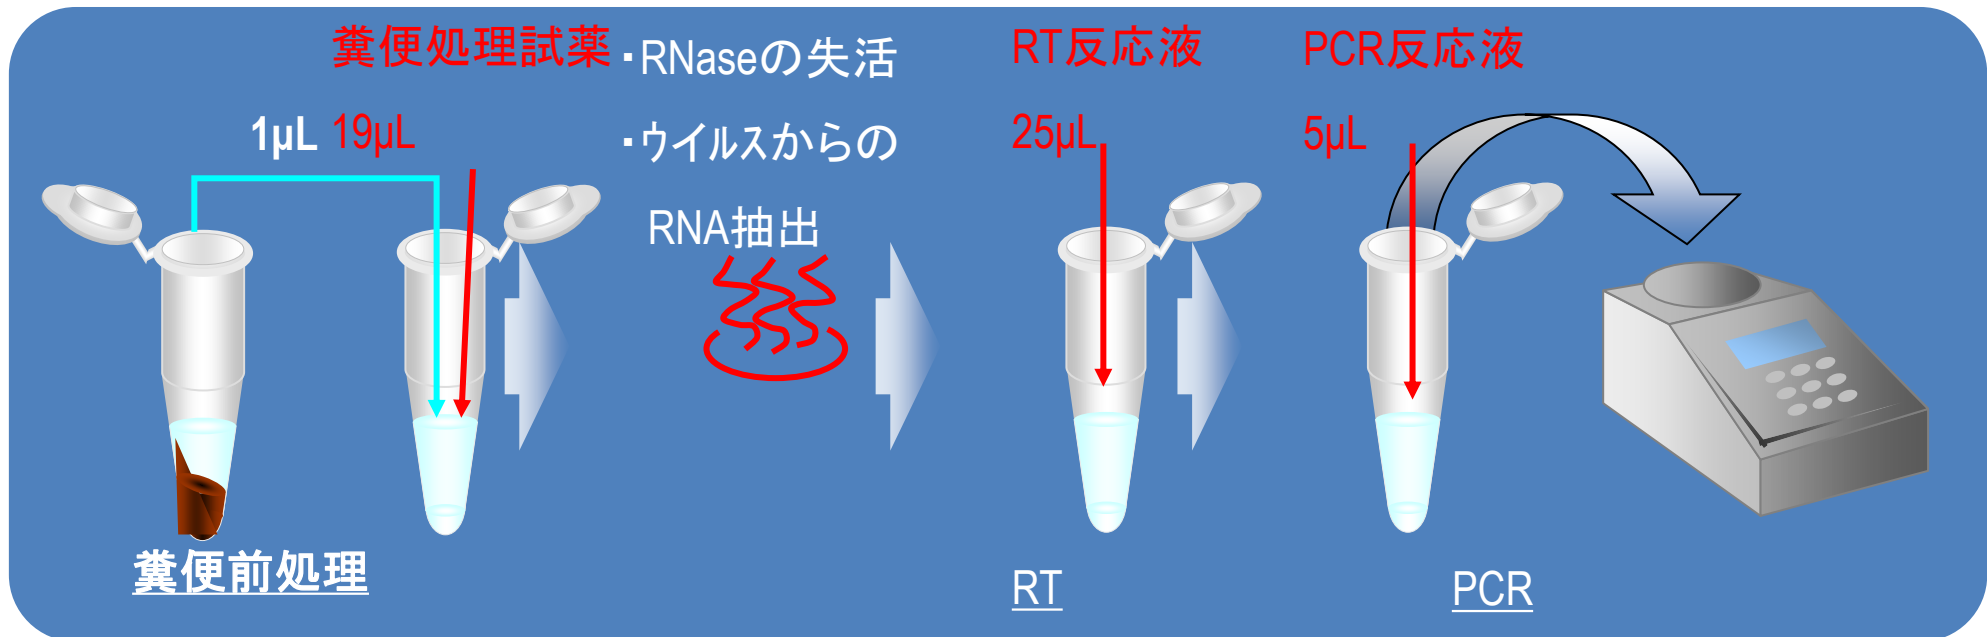 糞便処理試薬
1µL 19µL
・RNaseの失活
・ウイルスからの
RNA抽出
RT反応液
25µL
PCR反応液
5µL
糞便前処理
RT
PCR